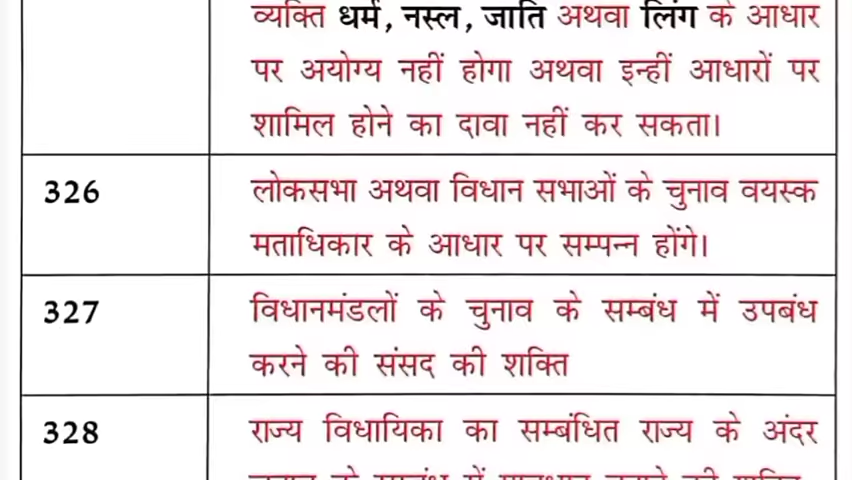 व्यक्ति धर्म, नस्ल, जाति अथवा लिंग के आधार
पर अयोग्य नहीं होगा अथवा इन्हीं आधारों पर
शामिल होने का दावा नहीं कर सकता।
326 लोकसभा अथवा विधान सभाओं के चुनाव वयस्क
मताधिकार के आधार पर सम्पन्न होंगे।
327 विधानमंडलों के चुनाव के सम्बंध में उपबंध
करने की संसद की शक्ति
328 राज्य विधायिका का सम्बंधित राज्य के अंदर